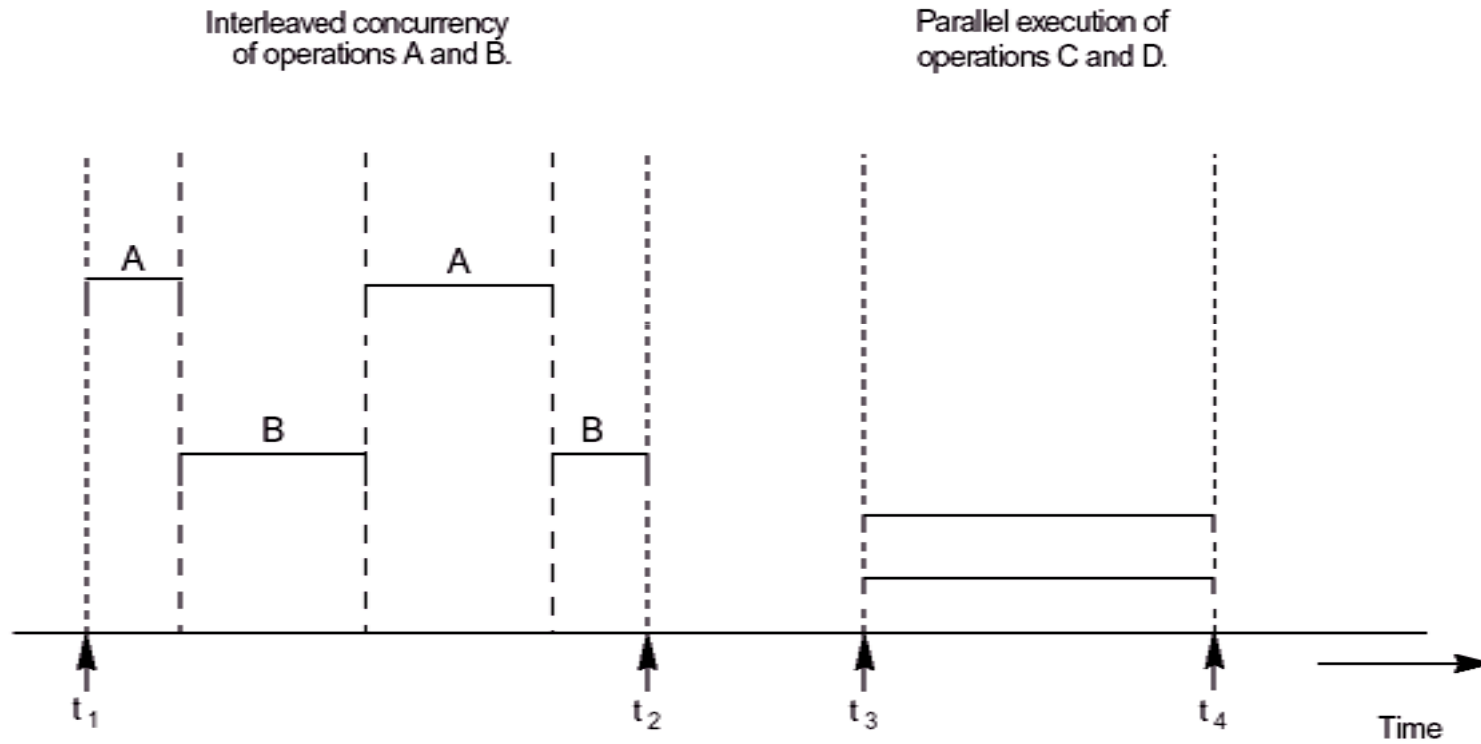 Interleaved concurrency
of operations A and B.
Parallel execution of
operations C and D.
A
A
B
B
t1
t2
t3
t4
Time